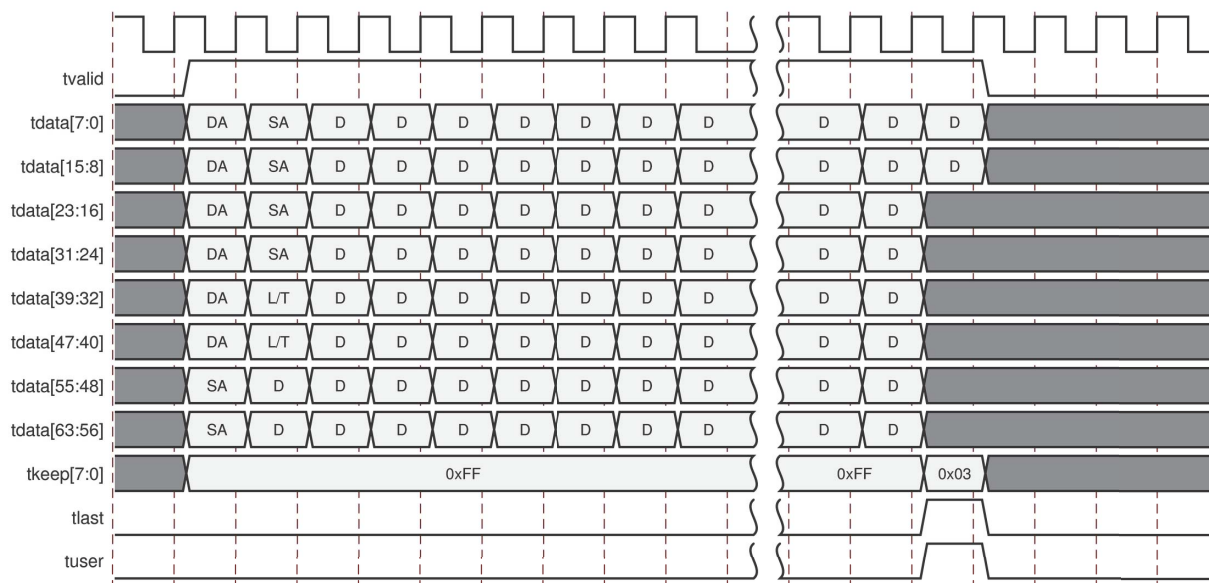 tvalid
tdata[7:0] DA SA D D D D D D D D D D
tdata[15:8] DA SA D D D D D D D D D D
tdata[23:16] DA SA D D D D D D D D D
tdata[31:24] DA SA D D D D D D D D D
tdata[39:32] DA L/T D D D D D D D D D
tdata[47:40] DA L/T D D D D D D D D D
tdata[55:48] SA D D D D D D D D D D
tdata[63:56] SA D D D D D D D D D D
tkeep[7:0] 0xFF 0xFF 0x03
tlast
tuser